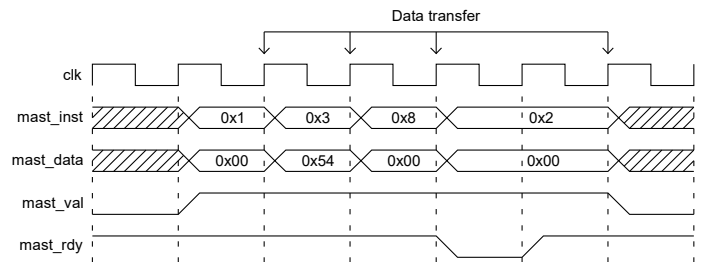 Data transfer
clk
mast_inst 0x1 0x3 0x8 0x2
mast_data 0x00 0x54 0x00 0x00
mast_val
mast_rdy